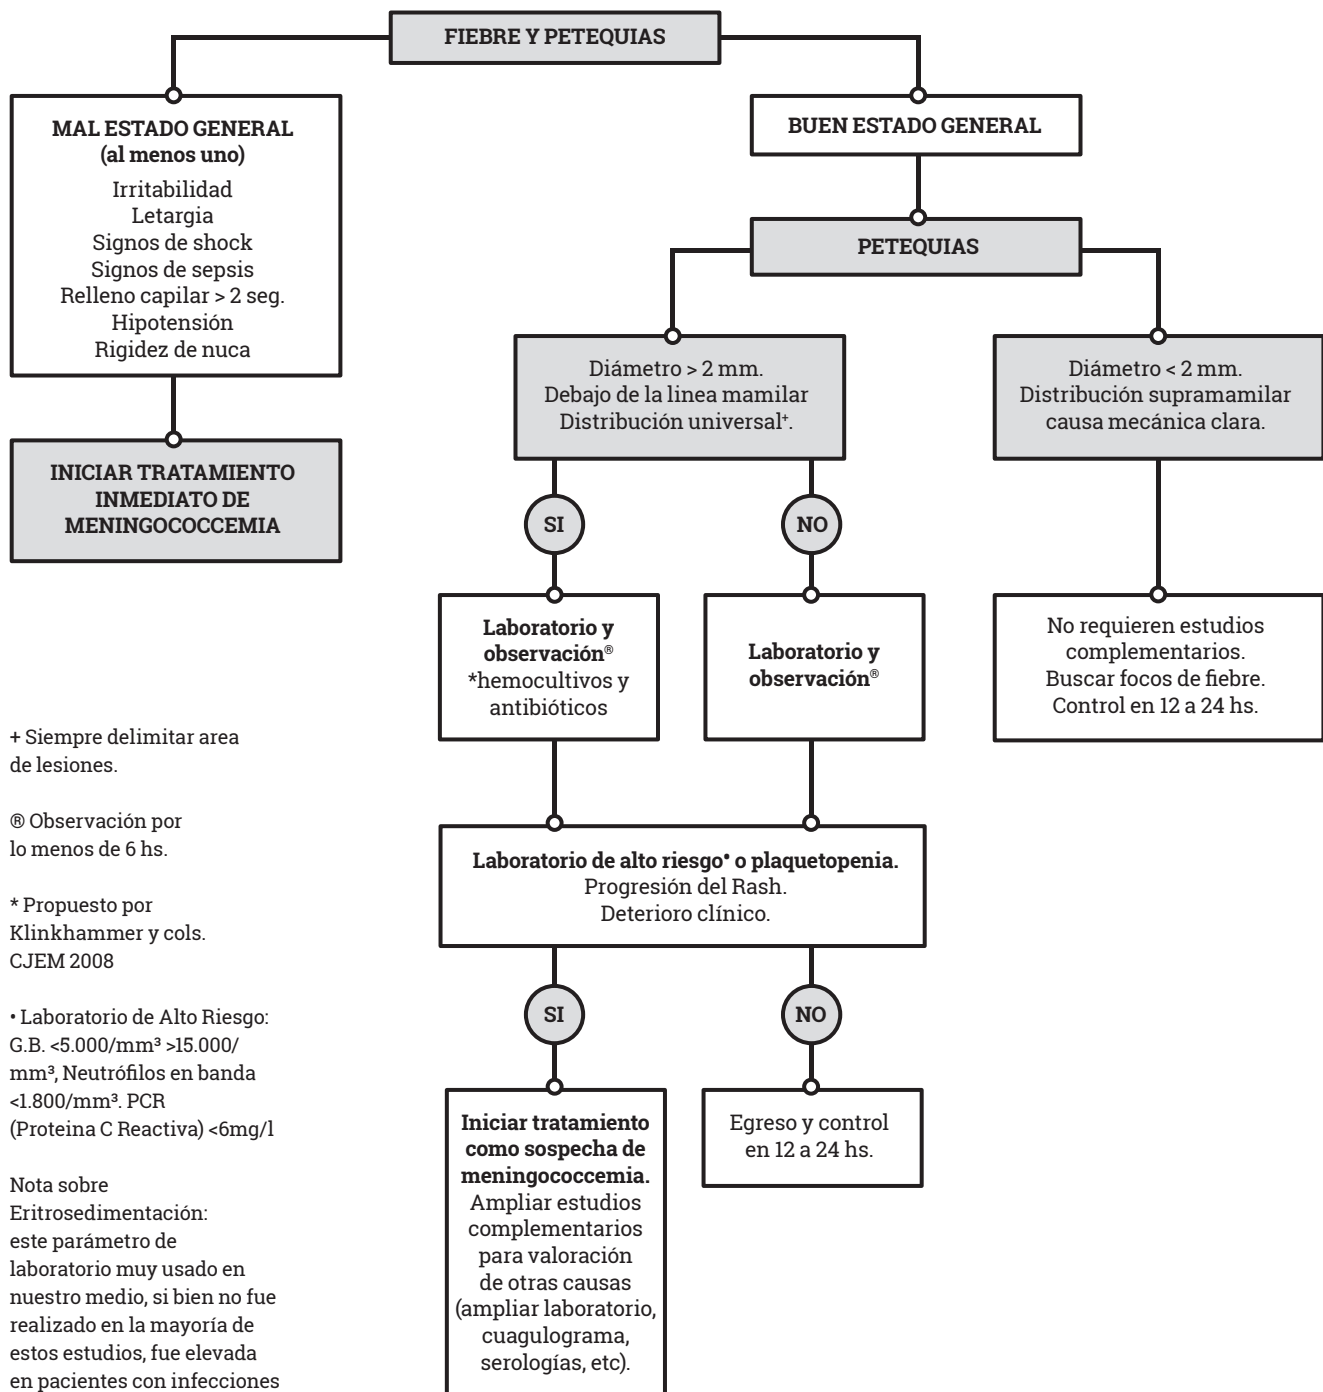 FIEBRE Y PETEQUIAS
MAL ESTADO GENERAL
(al menos uno)
Irritabilidad
Letargia
Signos de shock
Signos de sepsis
Relleno capilar > 2 seg.
Hipotensión
Rigidez de nuca
INICIAR TRATAMIENTO
INMEDIATO DE
MENINGOCOCCEMIA
BUEN ESTADO GENERAL
PETEQUIAS
Diámetro > 2 mm.
Debajo de la linea mamilar
Distribución universal⁺.
Diámetro < 2 mm.
Distribución supramamilar
causa mecánica clara.
SI
NO
Laboratorio y
observación®
*hemocultivos y
antibióticos
Laboratorio y
observación®
No requieren estudios
complementarios.
Buscar focos de fiebre.
Control en 12 a 24 hs.
Laboratorio de alto riesgo• o plaquetopenia.
Progresión del Rash.
Deterioro clínico.
SI
NO
Iniciar tratamiento
como sospecha de
meningococcemia.
Ampliar estudios
complementarios
para valoración
de otras causas
(ampliar laboratorio,
cuagulograma,
serologías, etc).
Egreso y control
en 12 a 24 hs.
+ Siempre delimitar area
de lesiones.
® Observación por
lo menos de 6 hs.
* Propuesto por
Klinkhammer y cols.
CJEM 2008
• Laboratorio de Alto Riesgo:
G.B. <5.000/mm³ >15.000/
mm³, Neutrófilos en banda
<1.800/mm³. PCR
(Proteina C Reactiva) <6mg/l
Nota sobre
Eritrosedimentación:
este parámetro de
laboratorio muy usado en
nuestro medio, si bien no fue
realizado en la mayoría de
estos estudios, fue elevada
en pacientes con infecciones